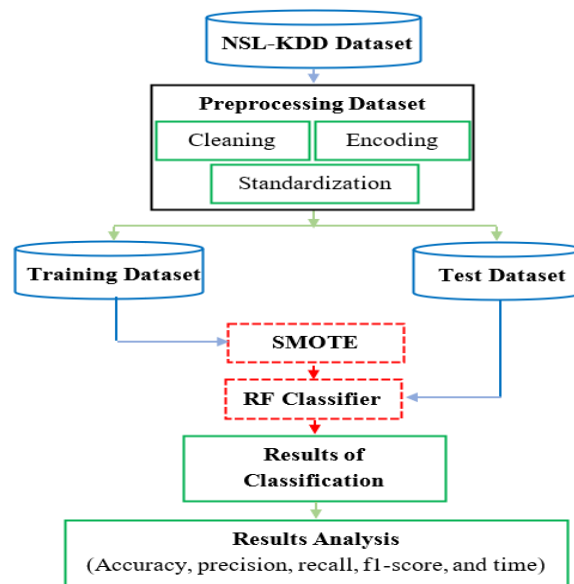 NSL-KDD Dataset
Preprocessing Dataset
Cleaning
Encoding
Standardization
Training Dataset
Test Dataset
SMOTE
RF Classifier
Results of
Classification
Results Analysis
(Accuracy, precision, recall, f1-score, and time)